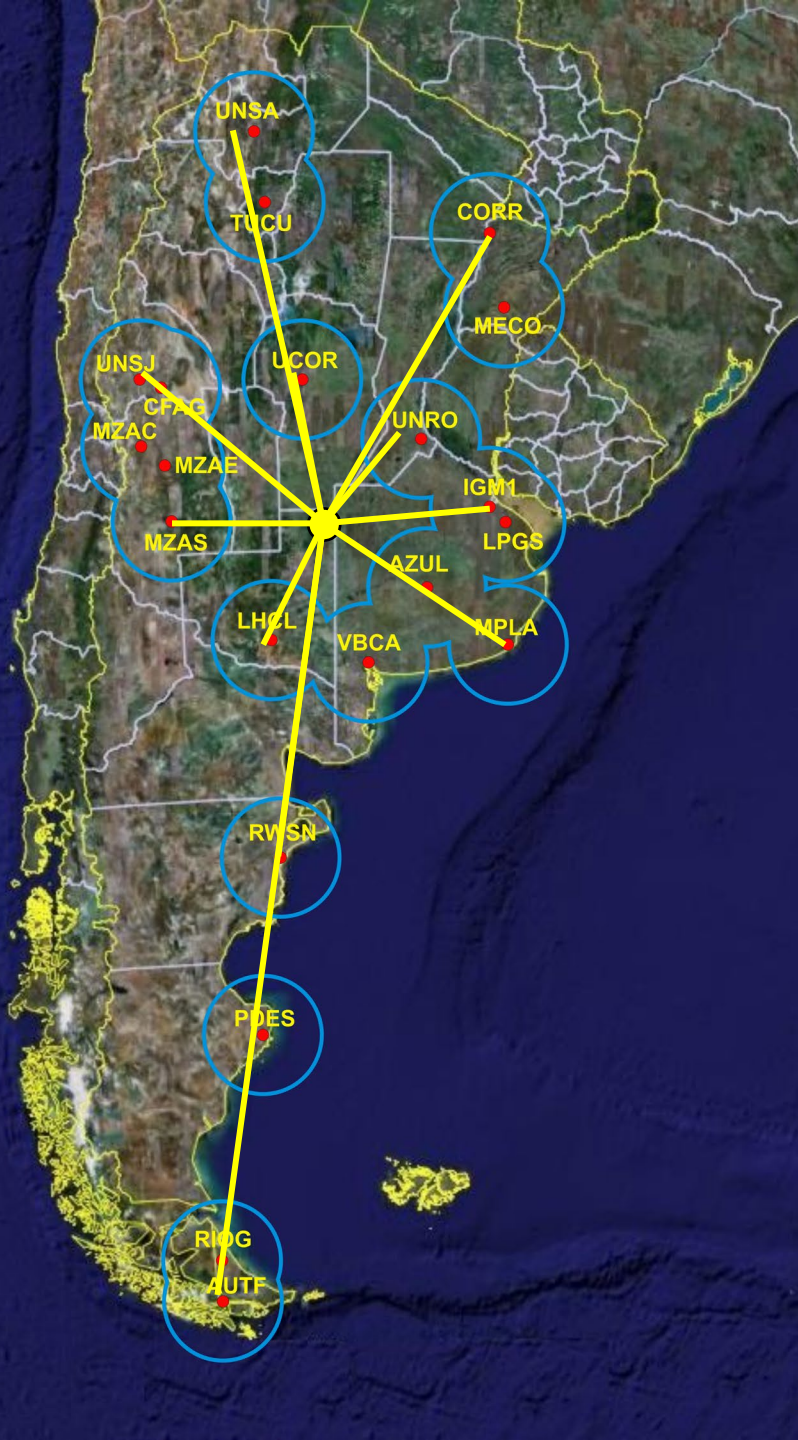 UNSA
TUCU
CORR
MECO
UNSJ
UCOR
CFAG
UNRO
MZAC
MZAE
IGM1
MZAS
LPGS
AZUL
LHCL
MPLA
VBCA
RWSN
PDES
RIOG
AUTF